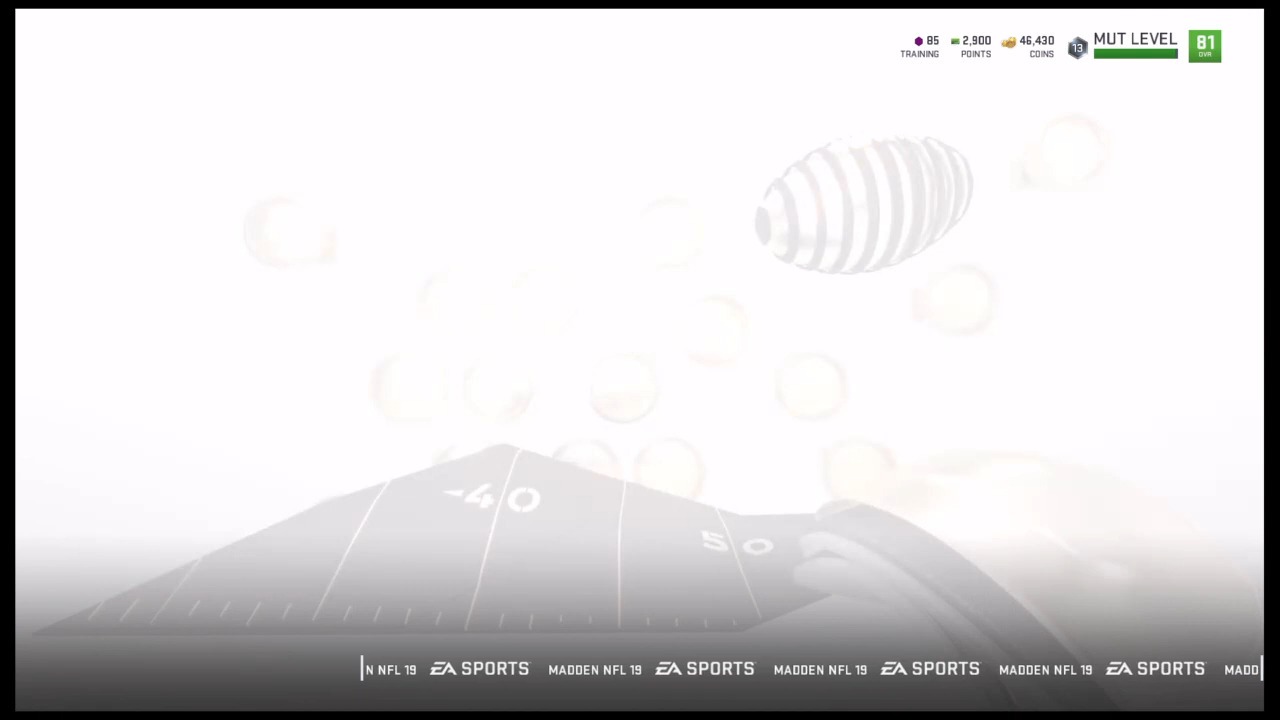 85 2,900 46,430 13 MUT LEVEL 81
TRAINING POINTS COINS OVR
-40
50
N NFL 19 EA SPORTS MADDEN NFL 19 EA SPORTS MADDEN NFL 19 EA SPORTS MADDEN NFL 19 EA SPORTS MADD